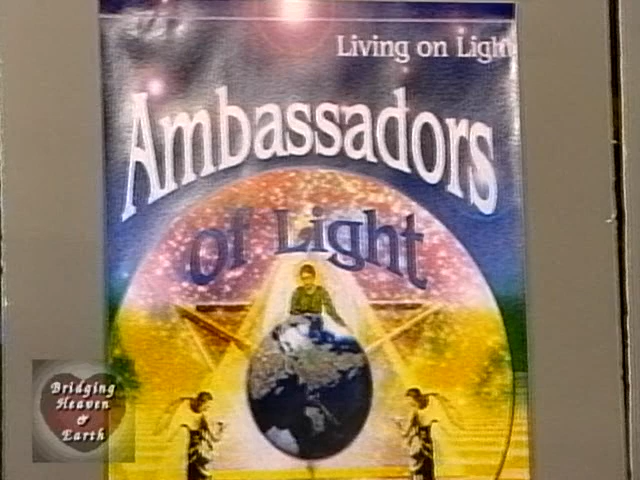 Living on Light
Ambassadors
of Light
Bridging
Heaven
&
Earth